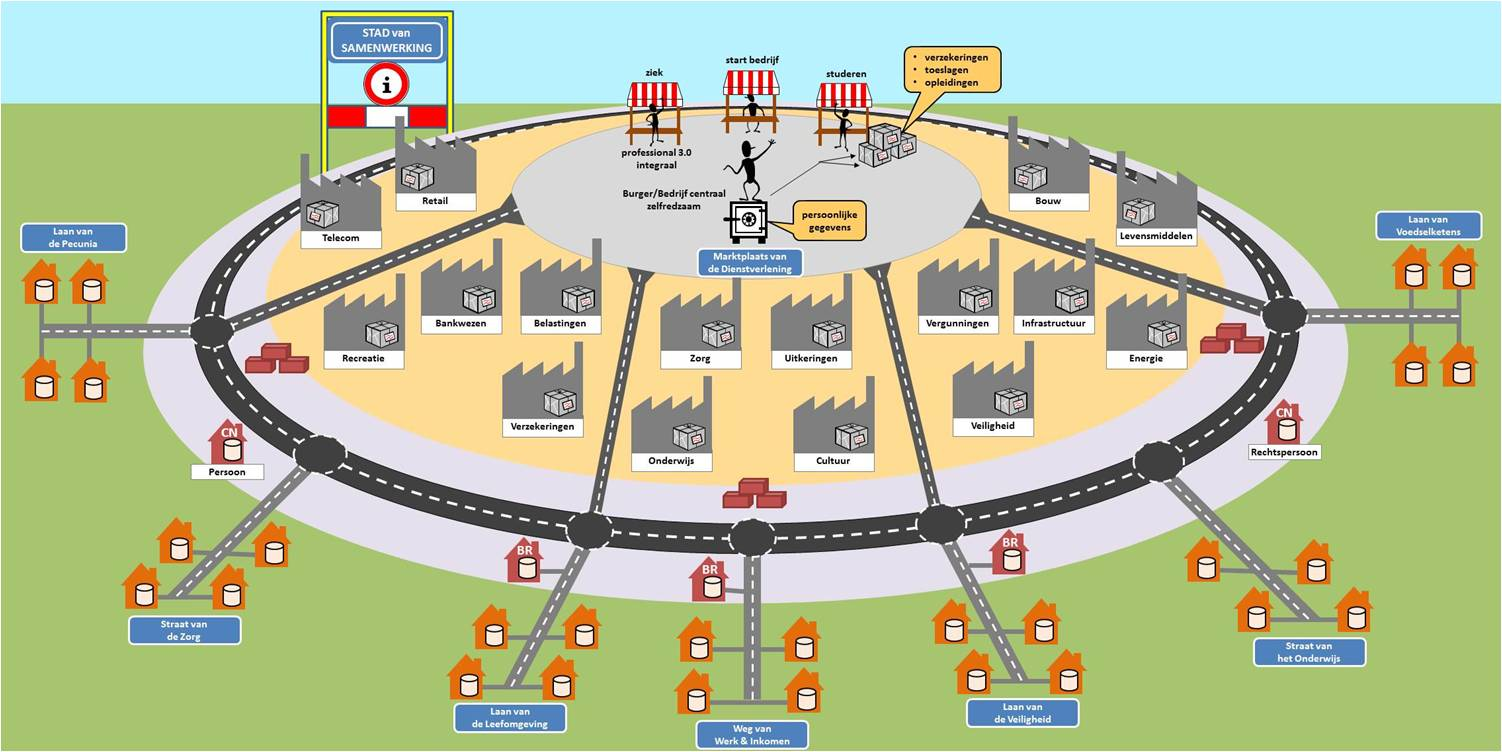 STAD van
SAMENWERKING
i
ziek
start bedrijf
studeren
• verzekeringen
• toeslagen
• opleidingen
professional 3.0
integraal
Burger/Bedrijf centraal
zelfredzaam
persoonlijke
gegevens
Marktplaats van
de Dienstverlening
Retail
Telecom
Bouw
Levensmiddelen
Laan van
de Pecunia
Laan van
Voedselketens
Bankwezen
Belastingen
Recreatie
Zorg
Uitkeringen
Vergunningen
Infrastructuur
Energie
Verzekeringen
Onderwijs
Cultuur
Veiligheid
CN
Persoon
CN
Rechtspersoon
BR
BR
BR
Straat van
de Zorg
Laan van
de Leefomgeving
Weg van
Werk & Inkomen
Laan van
de Veiligheid
Straat van
het Onderwijs